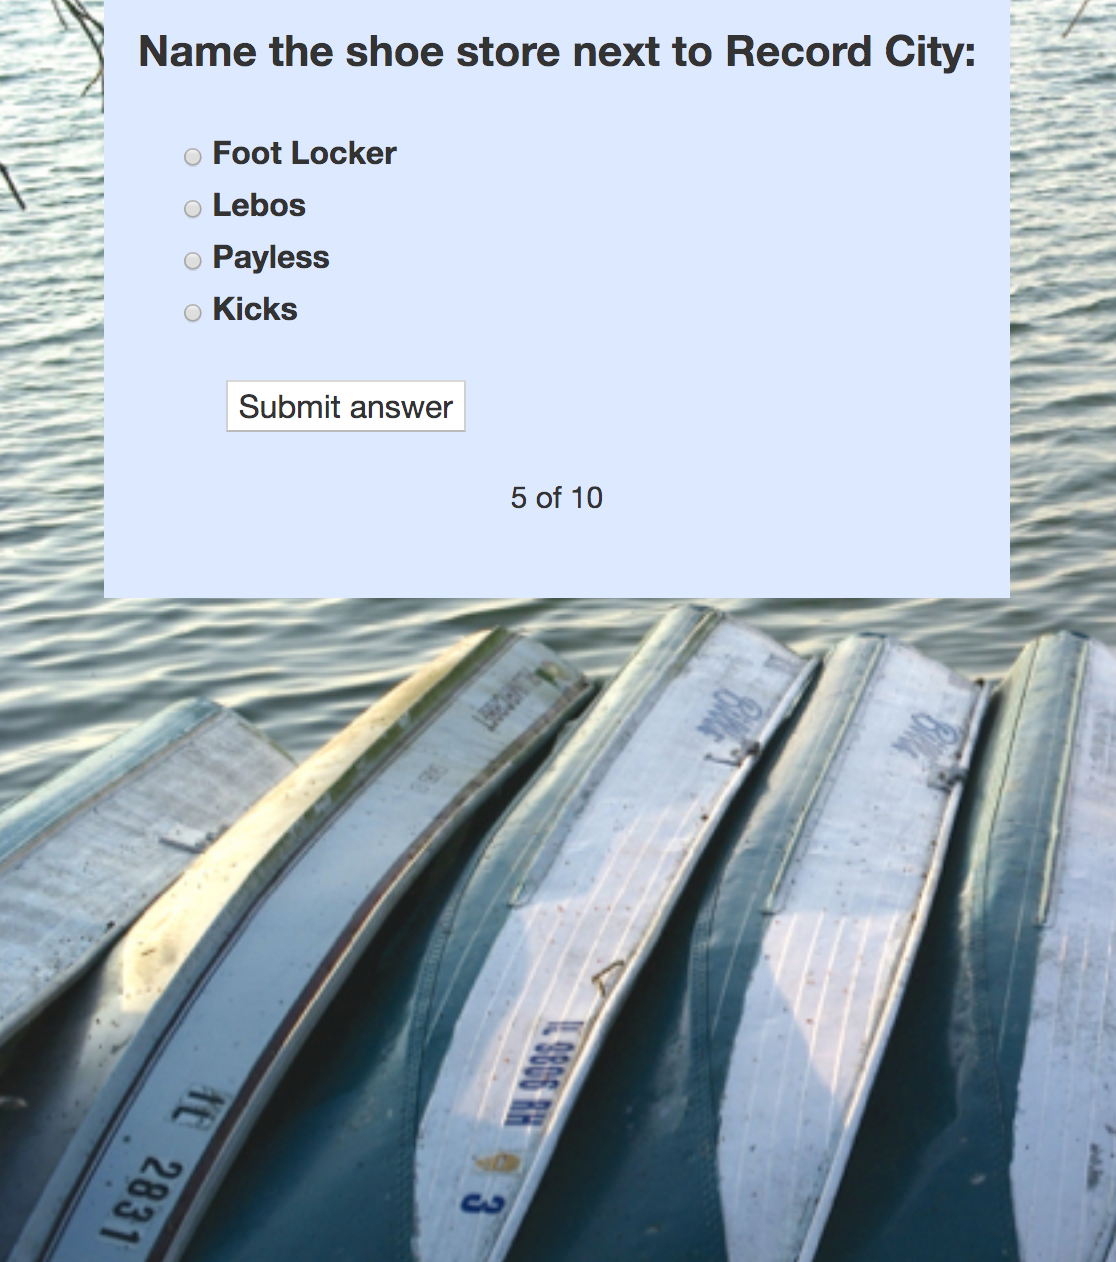 Name the shoe store next to Record City:
Foot Locker
Lebos
Payless
Kicks
Submit answer
5 of 10
IL 9806 RH
3
IL
2831